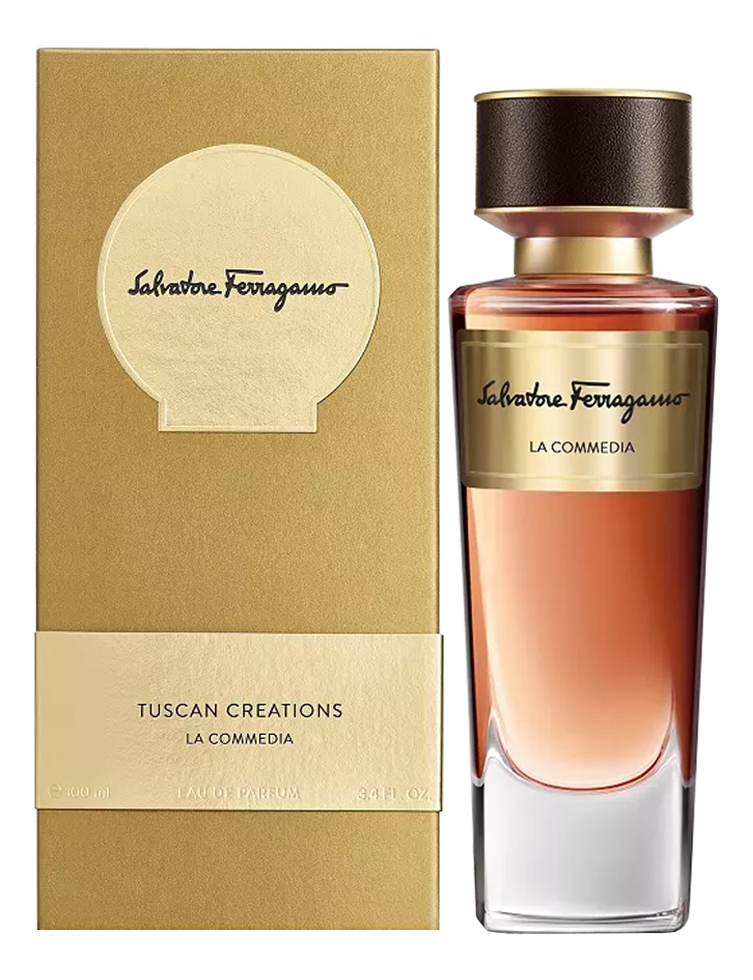 Salvatore Ferragamo
TUSCAN CREATIONS
LA COMMEDIA
℮ 100 ml EAU DE PARFUM 3.4 FL. OZ.
Salvatore Ferragamo
LA COMMEDIA